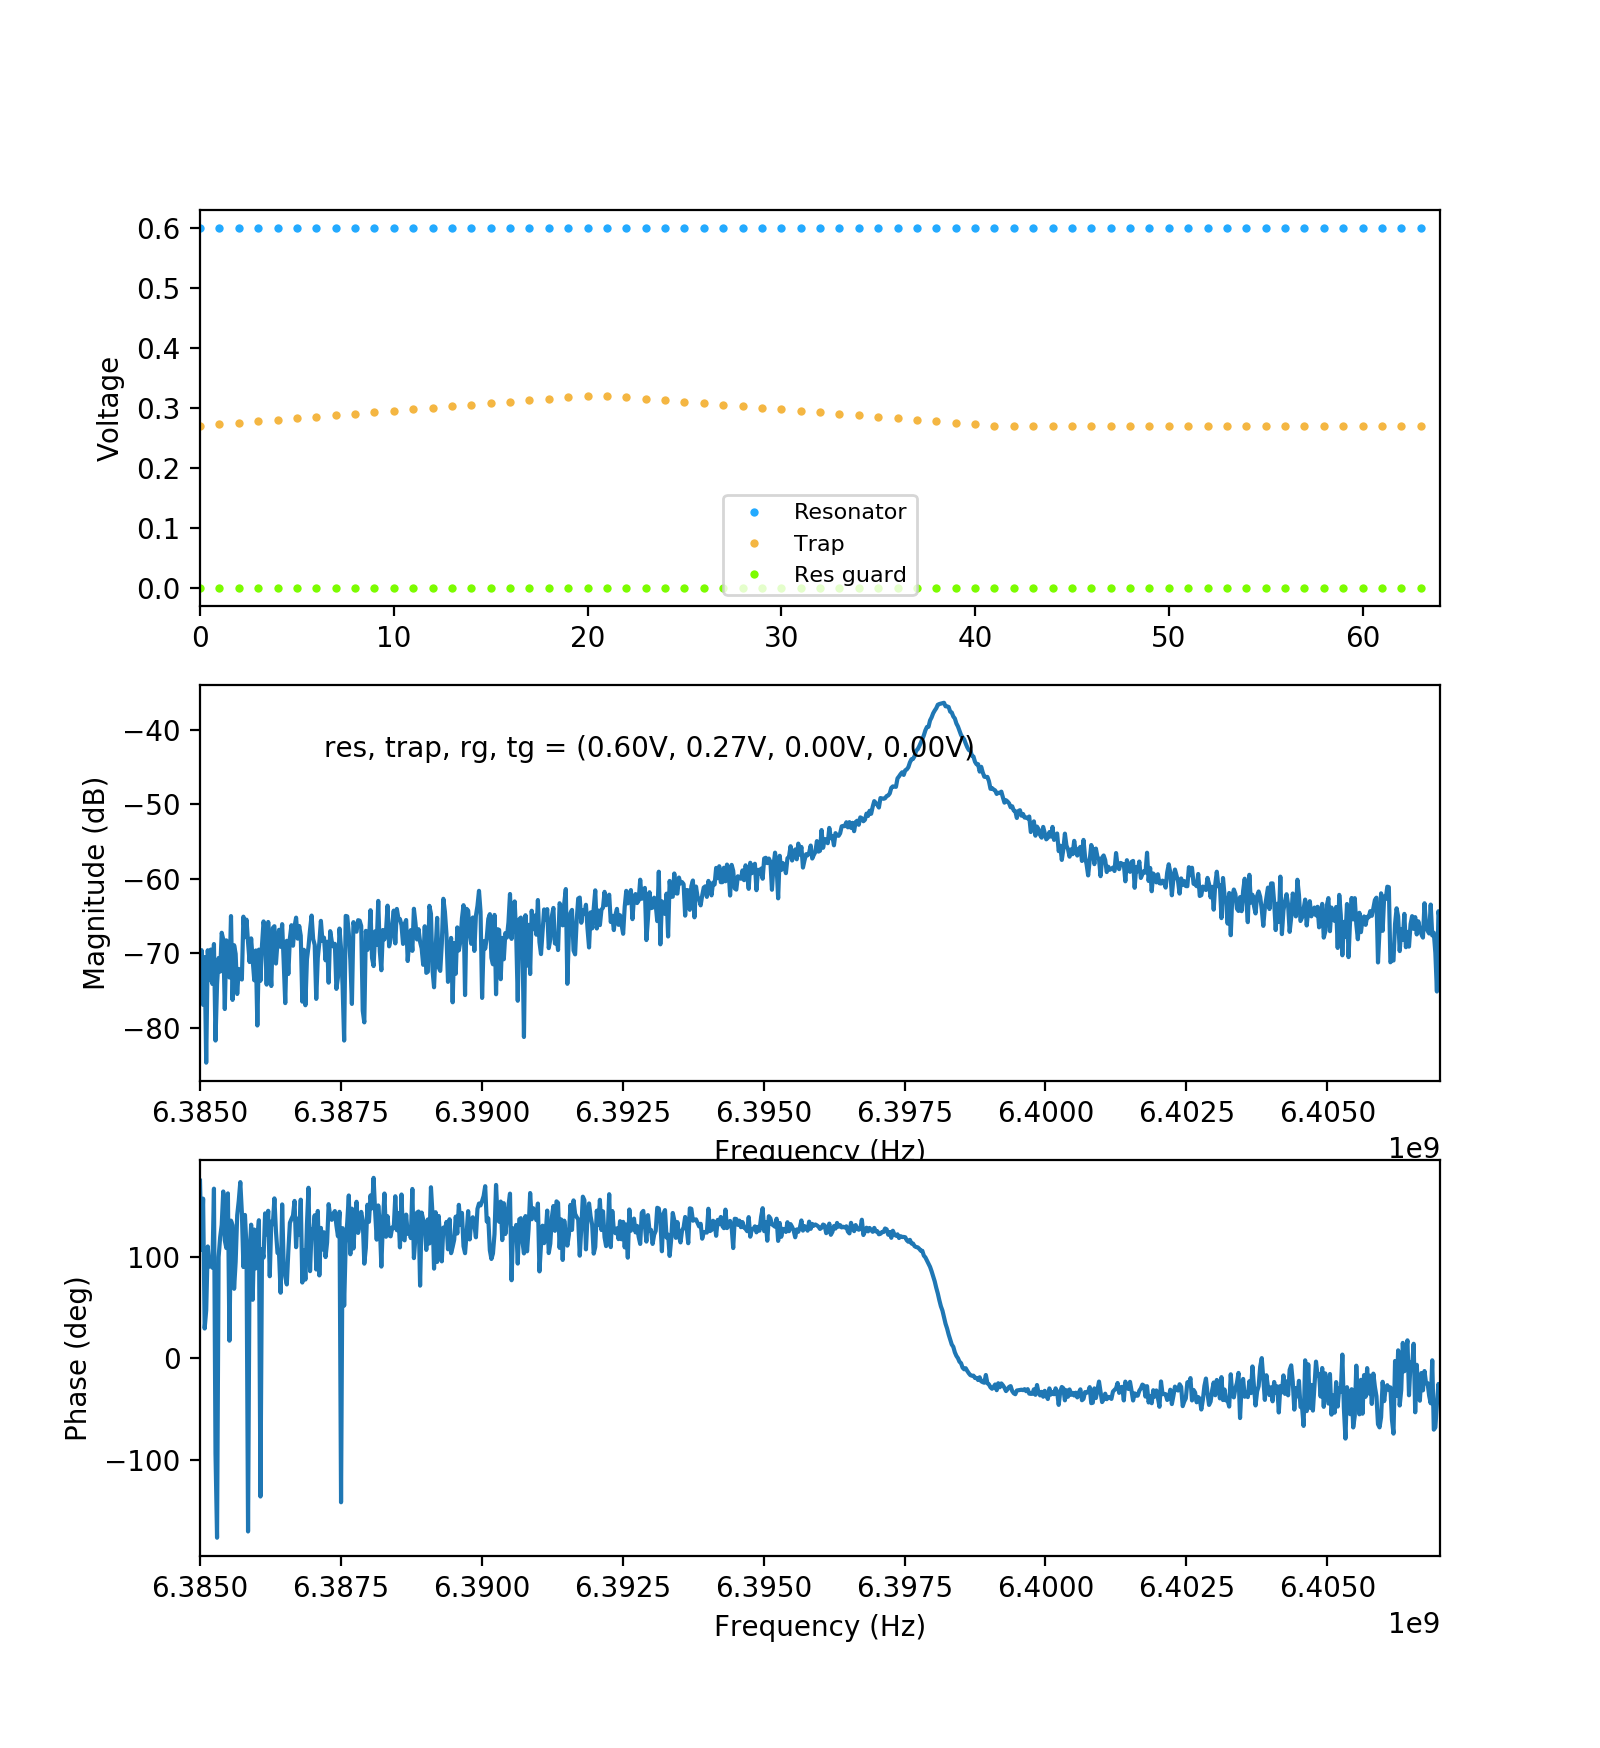 0.6
0.5
0.4
0.3
0.2
0.1
0.0
Voltage
Resonator
Trap
Res guard
0 10 20 30 40 50 60
−40
−50
−60
−70
−80
Magnitude (dB)
res, trap, rg, tg = (0.60V, 0.27V, 0.00V, 0.00V)
6.3850 6.3875 6.3900 6.3925 6.3950 6.3975 6.4000 6.4025 6.4050
Frequency (Hz)
1e9
100
0
−100
Phase (deg)
6.3850 6.3875 6.3900 6.3925 6.3950 6.3975 6.4000 6.4025 6.4050
Frequency (Hz)
1e9